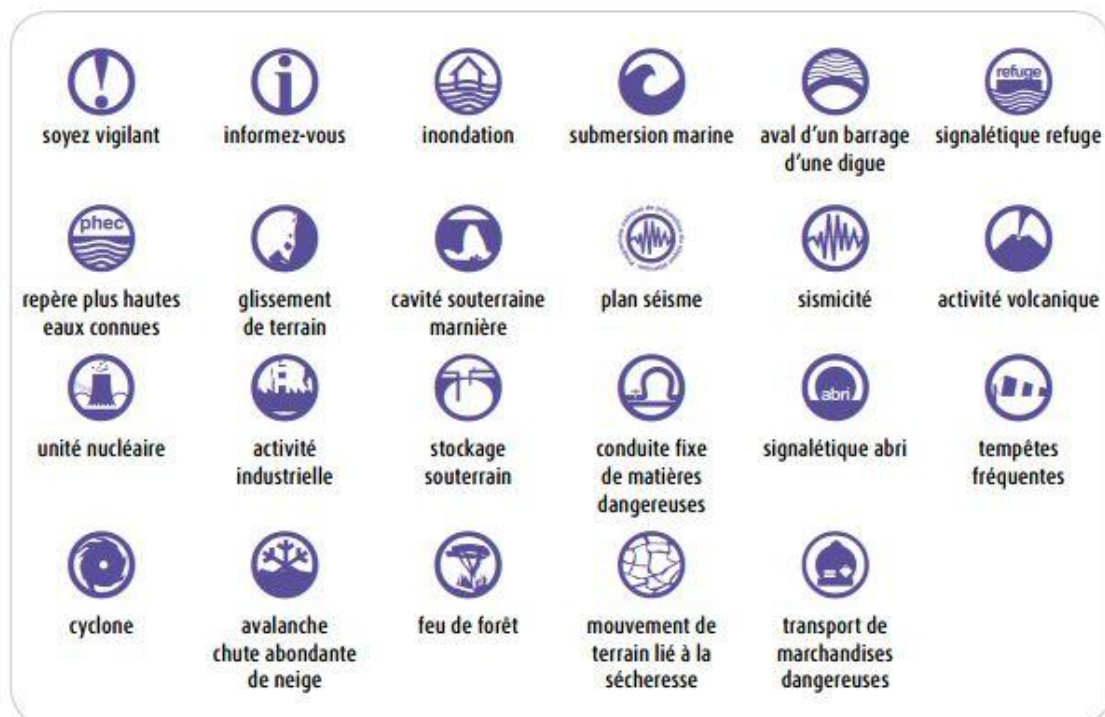 soyez vigilant
informez-vous
inondation
submersion marine
aval d'un barrage
d'une digue
refuge
signalétique refuge
phec
repère plus hautes
eaux connues
glissement
de terrain
cavité souterraine
marnière
plan séisme
sismicité
activité volcanique
unité nucléaire
activité
industrielle
stockage
souterrain
conduite fixe
de matières
dangereuses
abri
signalétique abri
tempêtes
fréquentes
cyclone
avalanche
chute abondante
de neige
feu de forêt
mouvement de
terrain lié à la
sécheresse
transport de
marchandises
dangereuses